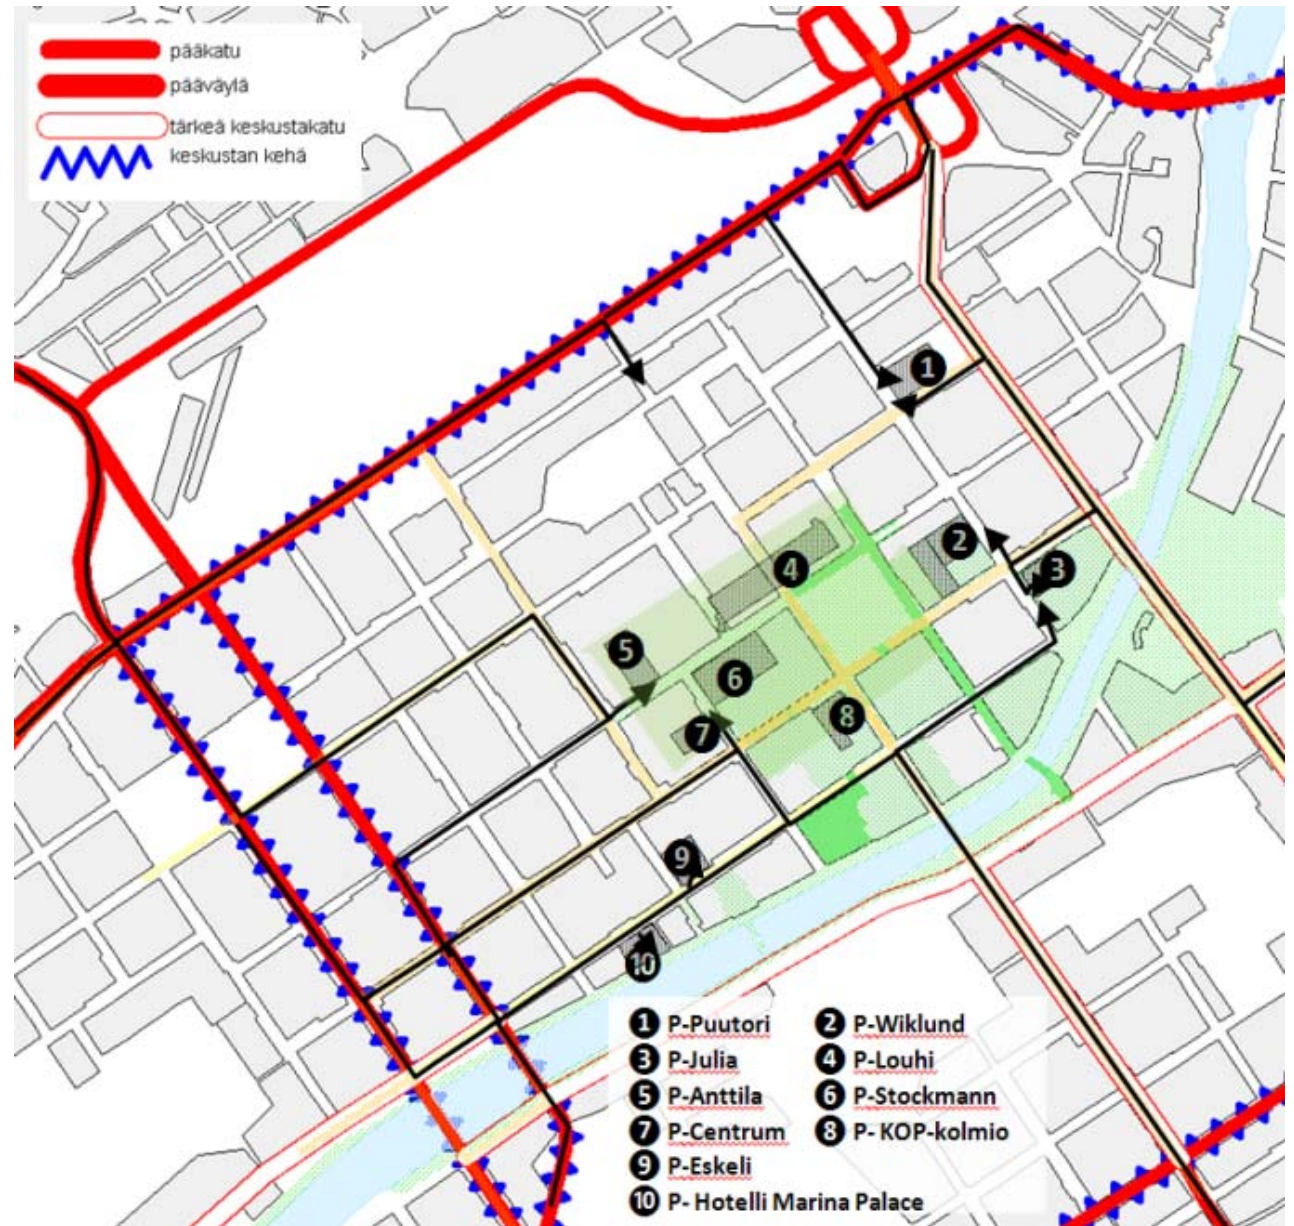 pääkatu
pääväylä
tärkeä keskustakatu
keskustan kehä
1
2
3
4
5
6
7
8
9
10
1 P-Puutori 2 P-Wiklund
3 P-Julia 4 P-Louhi
5 P-Anttila 6 P-Stockmann
7 P-Centrum 8 P- KOP-kolmio
9 P-Eskeli
10 P- Hotelli Marina Palace